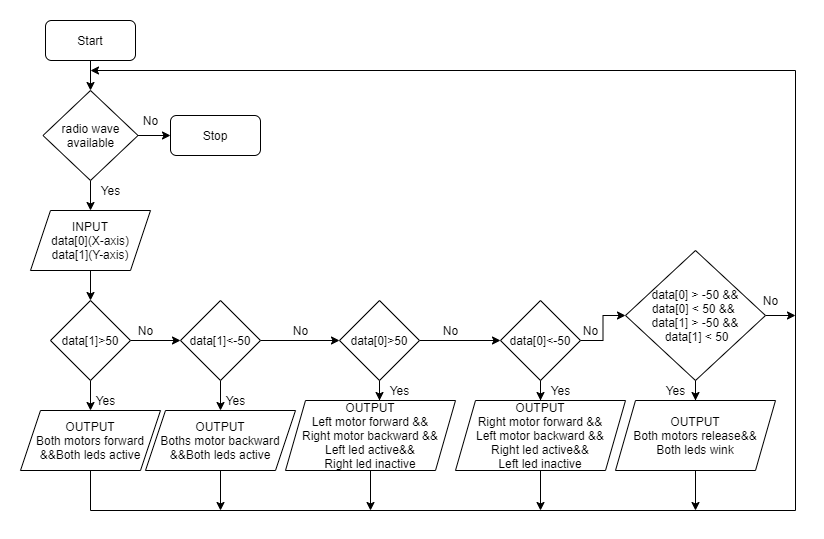 Start
radio wave
available
No
Stop
Yes
INPUT
data[0](X-axis)
data[1](Y-axis)
data[1]>50
No
data[1]<-50
No
data[0]>50
No
data[0]<-50
No
data[0] > -50 &&
data[0] < 50 &&
data[1] > -50 &&
data[1] < 50
No
Yes
Yes
Yes
Yes
Yes
OUTPUT
Both motors forward
&&Both leds active
OUTPUT
Boths motor backward
&&Both leds active
OUTPUT
Left motor forward &&
Right motor backward &&
Left led active&&
Right led inactive
OUTPUT
Right motor forward &&
Left motor backward &&
Right led active&&
Left led inactive
OUTPUT
Both motors release&&
Both leds wink